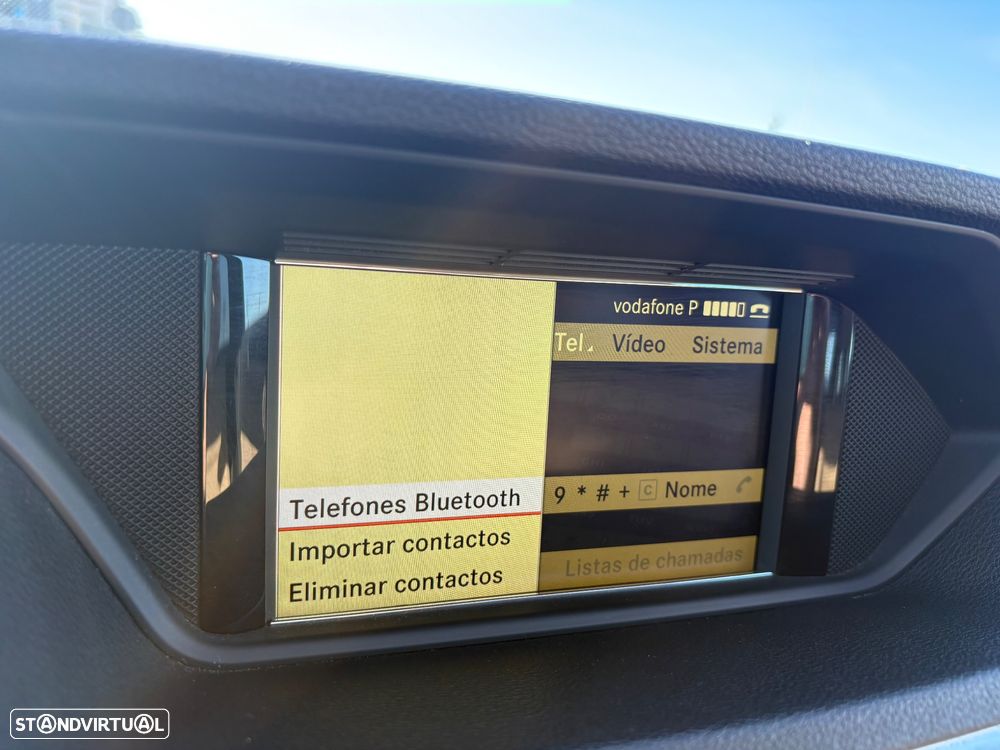 vodafone P
Tel. Vídeo Sistema
Telefones Bluetooth
9 * # + C Nome
Importar contactos
Listas de chamadas
Eliminar contactos
STANDVIRTUAL